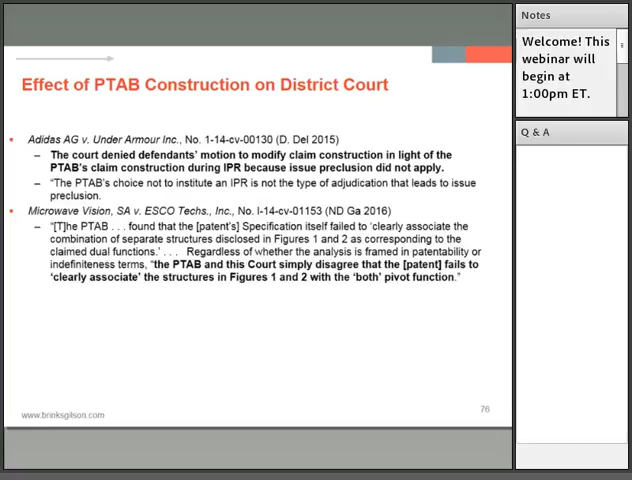 Effect of PTAB Construction on District Court
• Adidas AG v. Under Armour Inc., No. 1-14-cv-00130 (D. Del 2015)
– The court denied defendants' motion to modify claim construction in light of the
PTAB's claim construction during IPR because issue preclusion did not apply.
– "The PTAB's choice not to institute an IPR is not the type of adjudication that leads to issue
preclusion.
• Microwave Vision, SA v. ESCO Techs., Inc., No. I-14-cv-01153 (ND Ga 2016)
– "[T]he PTAB . . . found that the [patent's] Specification itself failed to 'clearly associate the
combination of separate structures disclosed in Figures 1 and 2 as corresponding to the
claimed dual functions.' . . . Regardless of whether the analysis is framed in patentability or
indefiniteness terms, "the PTAB and this Court simply disagree that the [patent] fails to
'clearly associate' the structures in Figures 1 and 2 with the 'both' pivot function."
www.brinksgilson.com
76
Notes
Welcome! This
webinar will
begin at
1:00pm ET.
Q & A